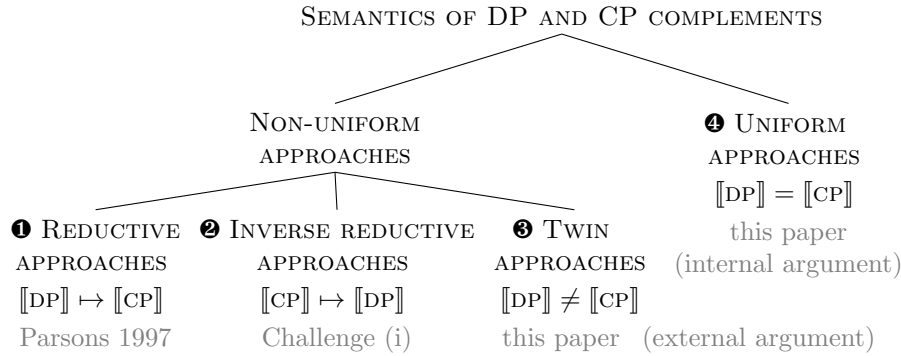 SEMANTICS OF DP AND CP COMPLEMENTS
NON-UNIFORM
APPROACHES
❹ UNIFORM
APPROACHES
⟦DP⟧ = ⟦CP⟧
this paper
(internal argument)
❶ REDUCTIVE
APPROACHES
⟦DP⟧ ↦ ⟦CP⟧
Parsons 1997
❷ INVERSE REDUCTIVE
APPROACHES
⟦CP⟧ ↦ ⟦DP⟧
Challenge (i)
❸ TWIN
APPROACHES
⟦DP⟧ ≠ ⟦CP⟧
this paper (external argument)